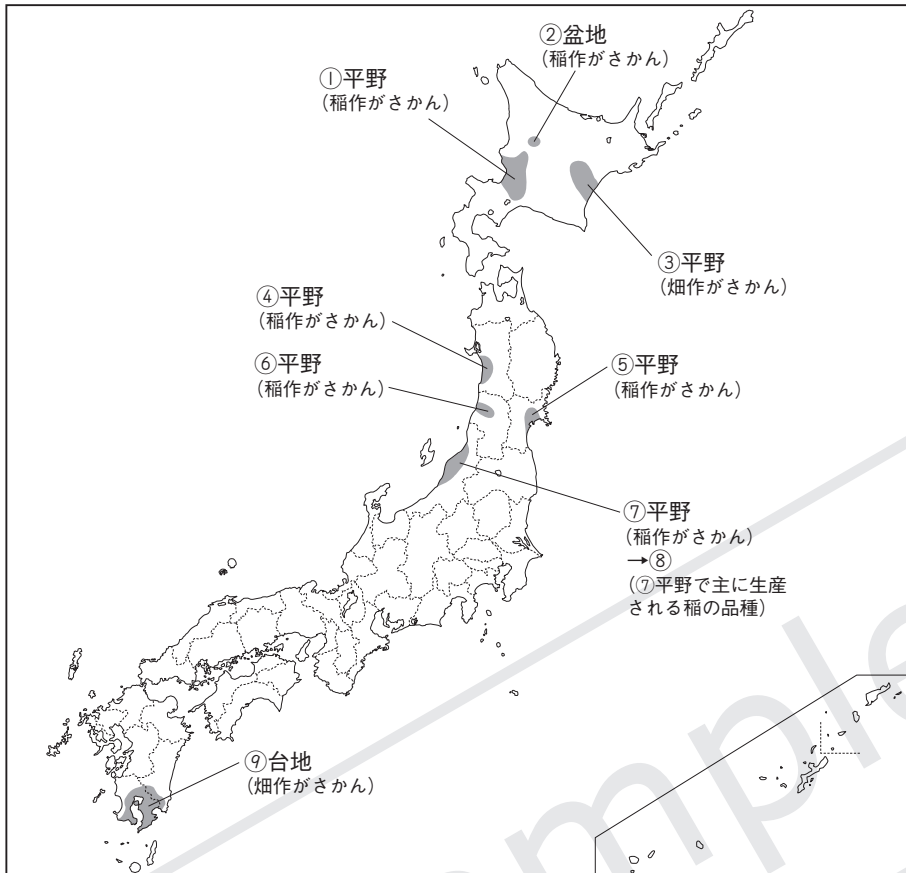 ②盆地
(稲作がさかん)
①平野
(稲作がさかん)
③平野
(畑作がさかん)
④平野
(稲作がさかん)
⑥平野
(稲作がさかん)
⑤平野
(稲作がさかん)
⑦平野
(稲作がさかん)
→⑧
(⑦平野で主に生産
される稲の品種)
⑨台地
(畑作がさかん)
mple